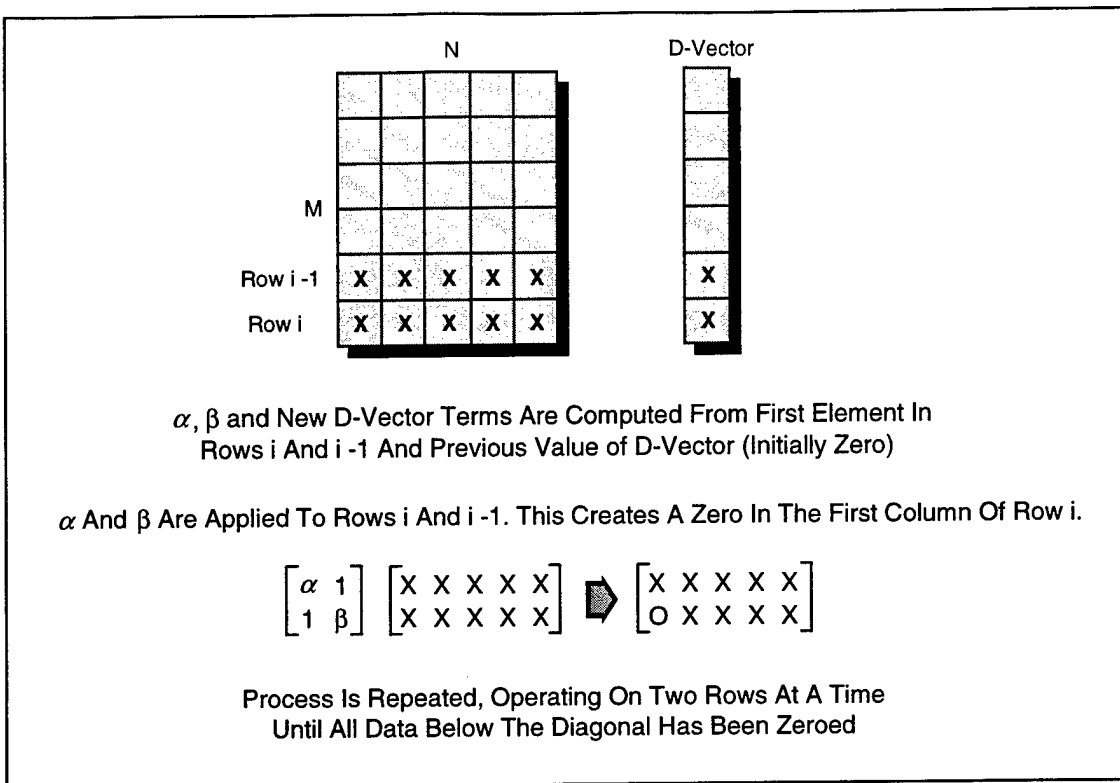 N
D-Vector
M
Row i -1
X X X X X
X
Row i
X X X X X
X
α, β and New D-Vector Terms Are Computed From First Element In
Rows i And i -1 And Previous Value of D-Vector (Initially Zero)
α And β Are Applied To Rows i And i -1. This Creates A Zero In The First Column Of Row i.
α 1
1 β
X X X X X
X X X X X
X X X X X
O X X X X
Process Is Repeated, Operating On Two Rows At A Time
Until All Data Below The Diagonal Has Been Zeroed